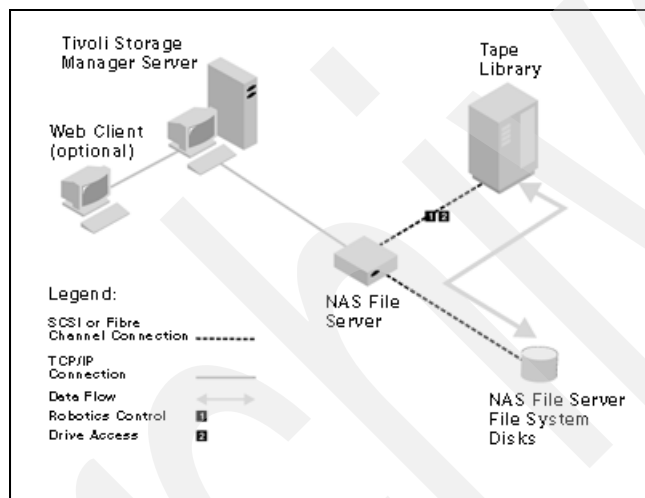 Tivoli Storage
Manager Server
Tape
Library
Web Client
(optional)
1 2
NAS File
Server
Legend:
SCSI or Fibre
Channel Connection
TCP/IP
Connection
Data Flow
Robotics Control 1
Drive Access 2
NAS File Server
File System
Disks